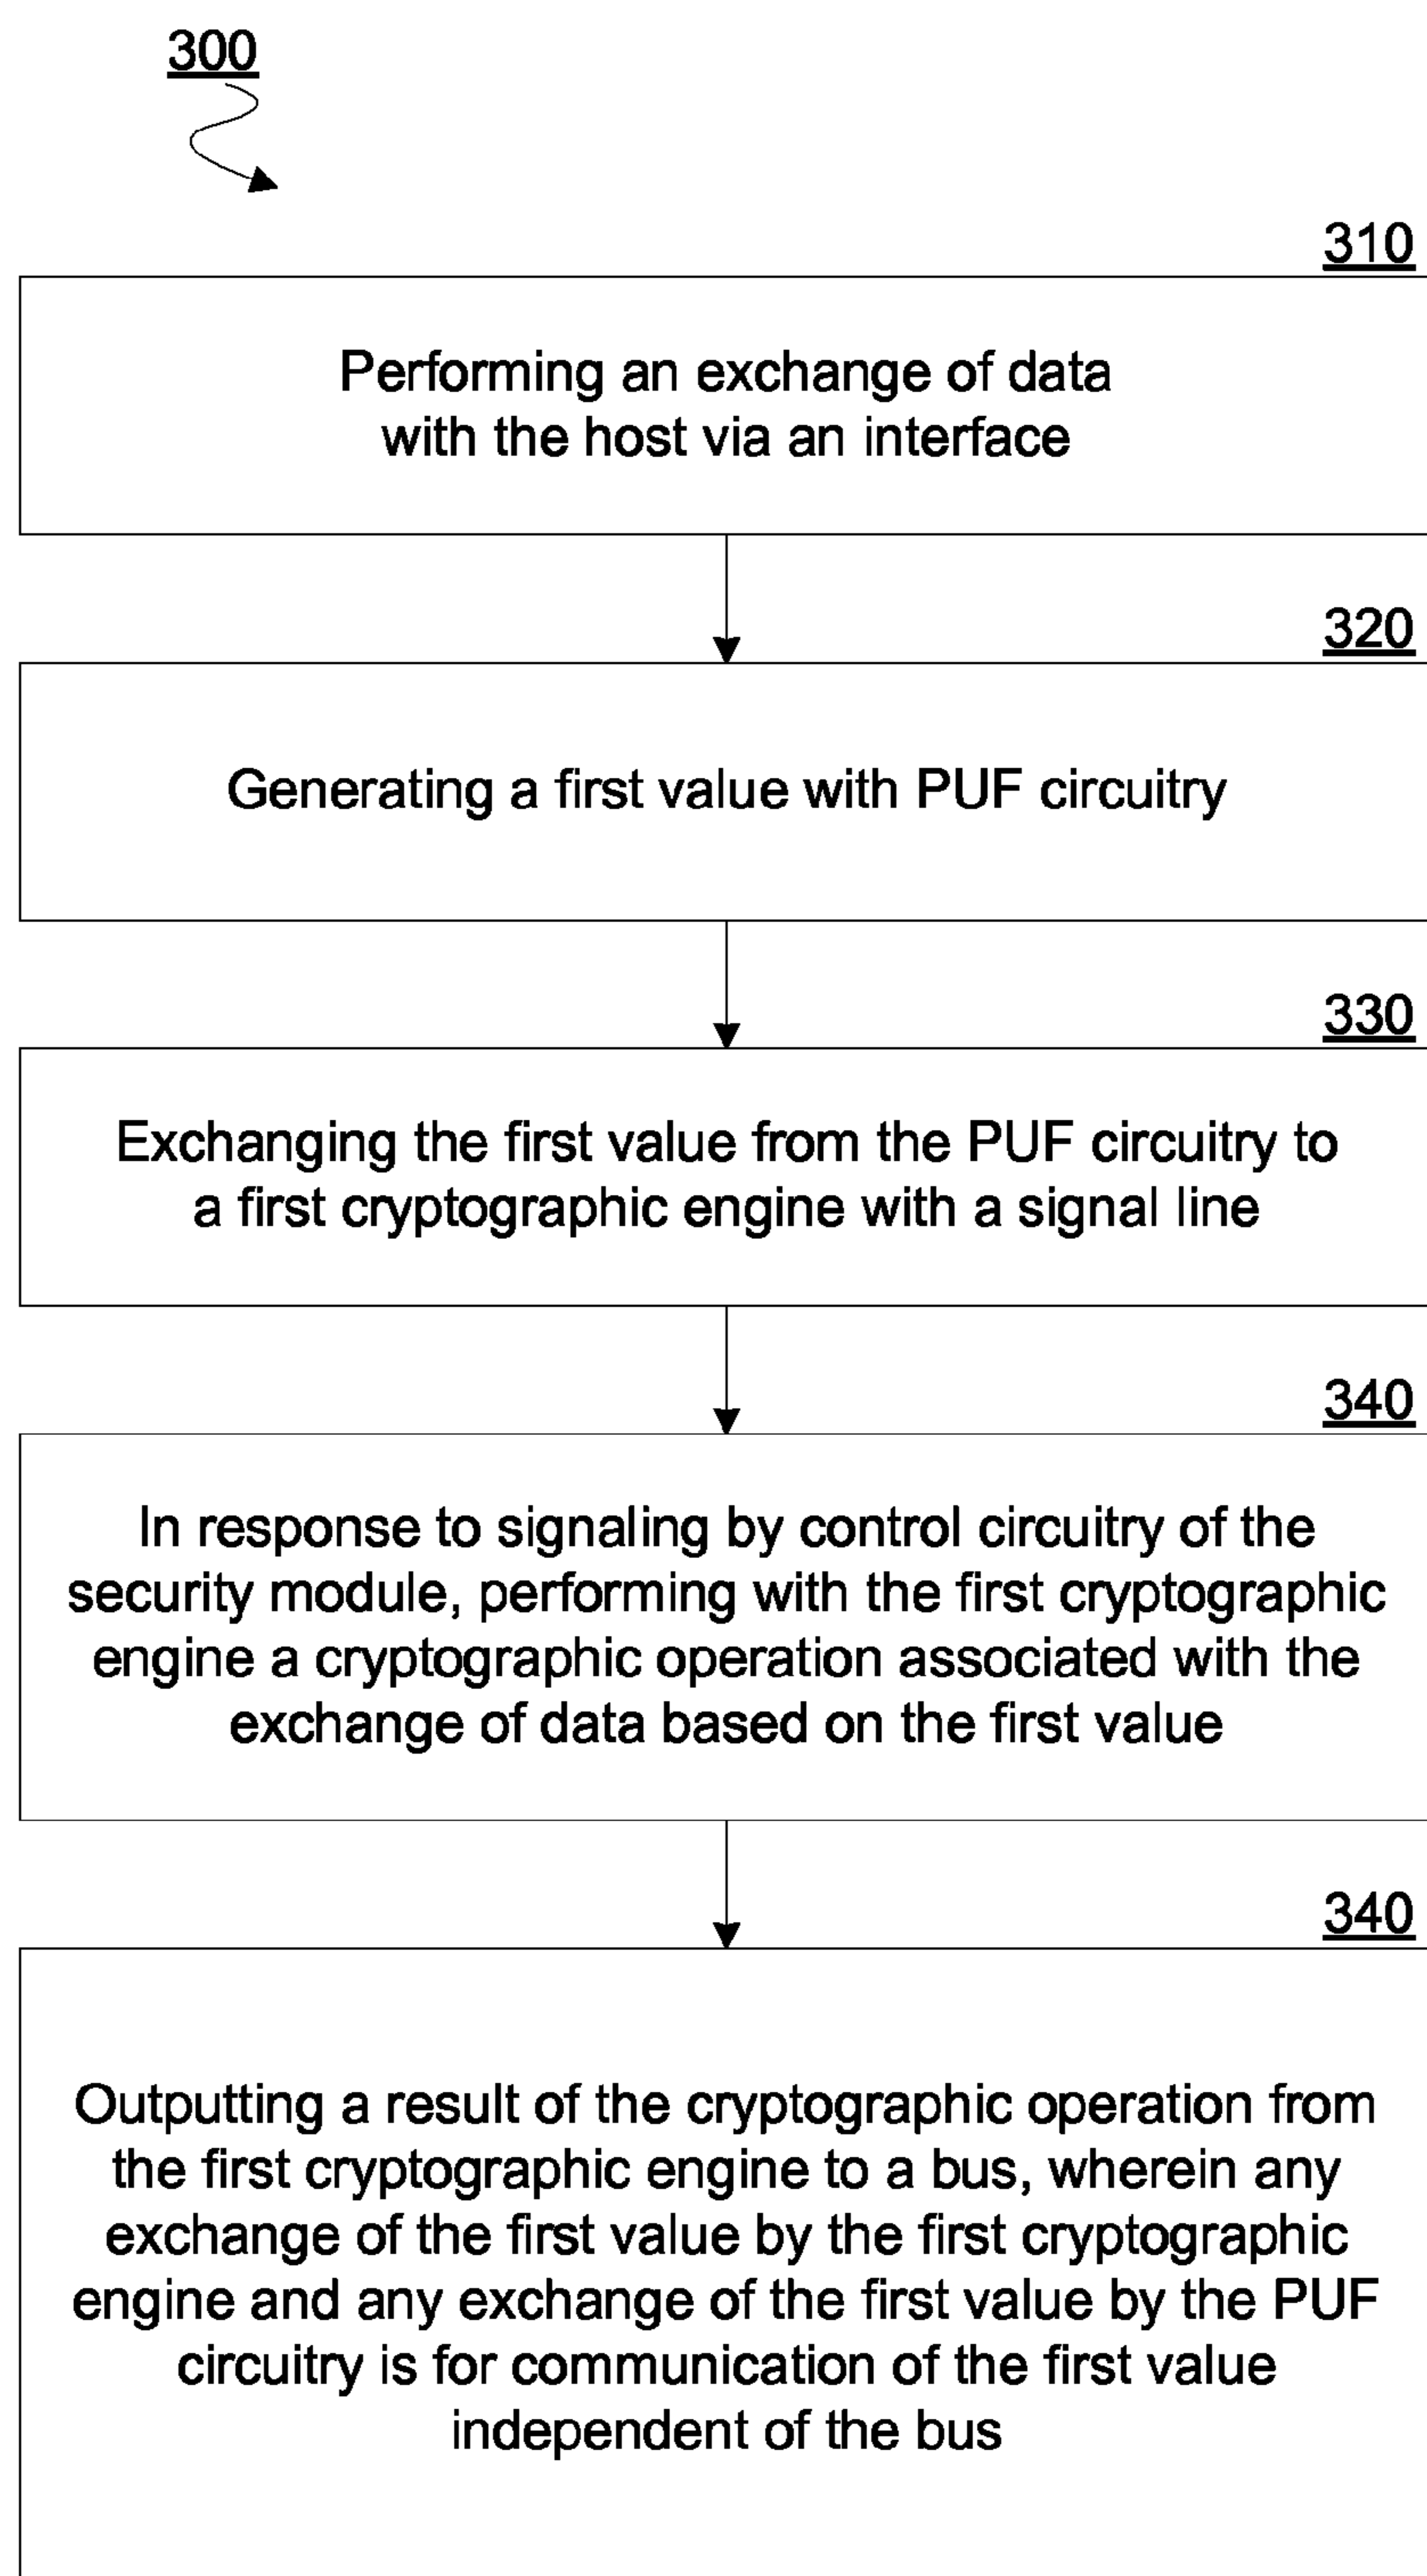 300
310
Performing an exchange of data
with the host via an interface
320
Generating a first value with PUF circuitry
330
Exchanging the first value from the PUF circuitry to
a first cryptographic engine with a signal line
340
In response to signaling by control circuitry of the
security module, performing with the first cryptographic
engine a cryptographic operation associated with the
exchange of data based on the first value
340
Outputting a result of the cryptographic operation from
the first cryptographic engine to a bus, wherein any
exchange of the first value by the first cryptographic
engine and any exchange of the first value by the PUF
circuitry is for communication of the first value
independent of the bus